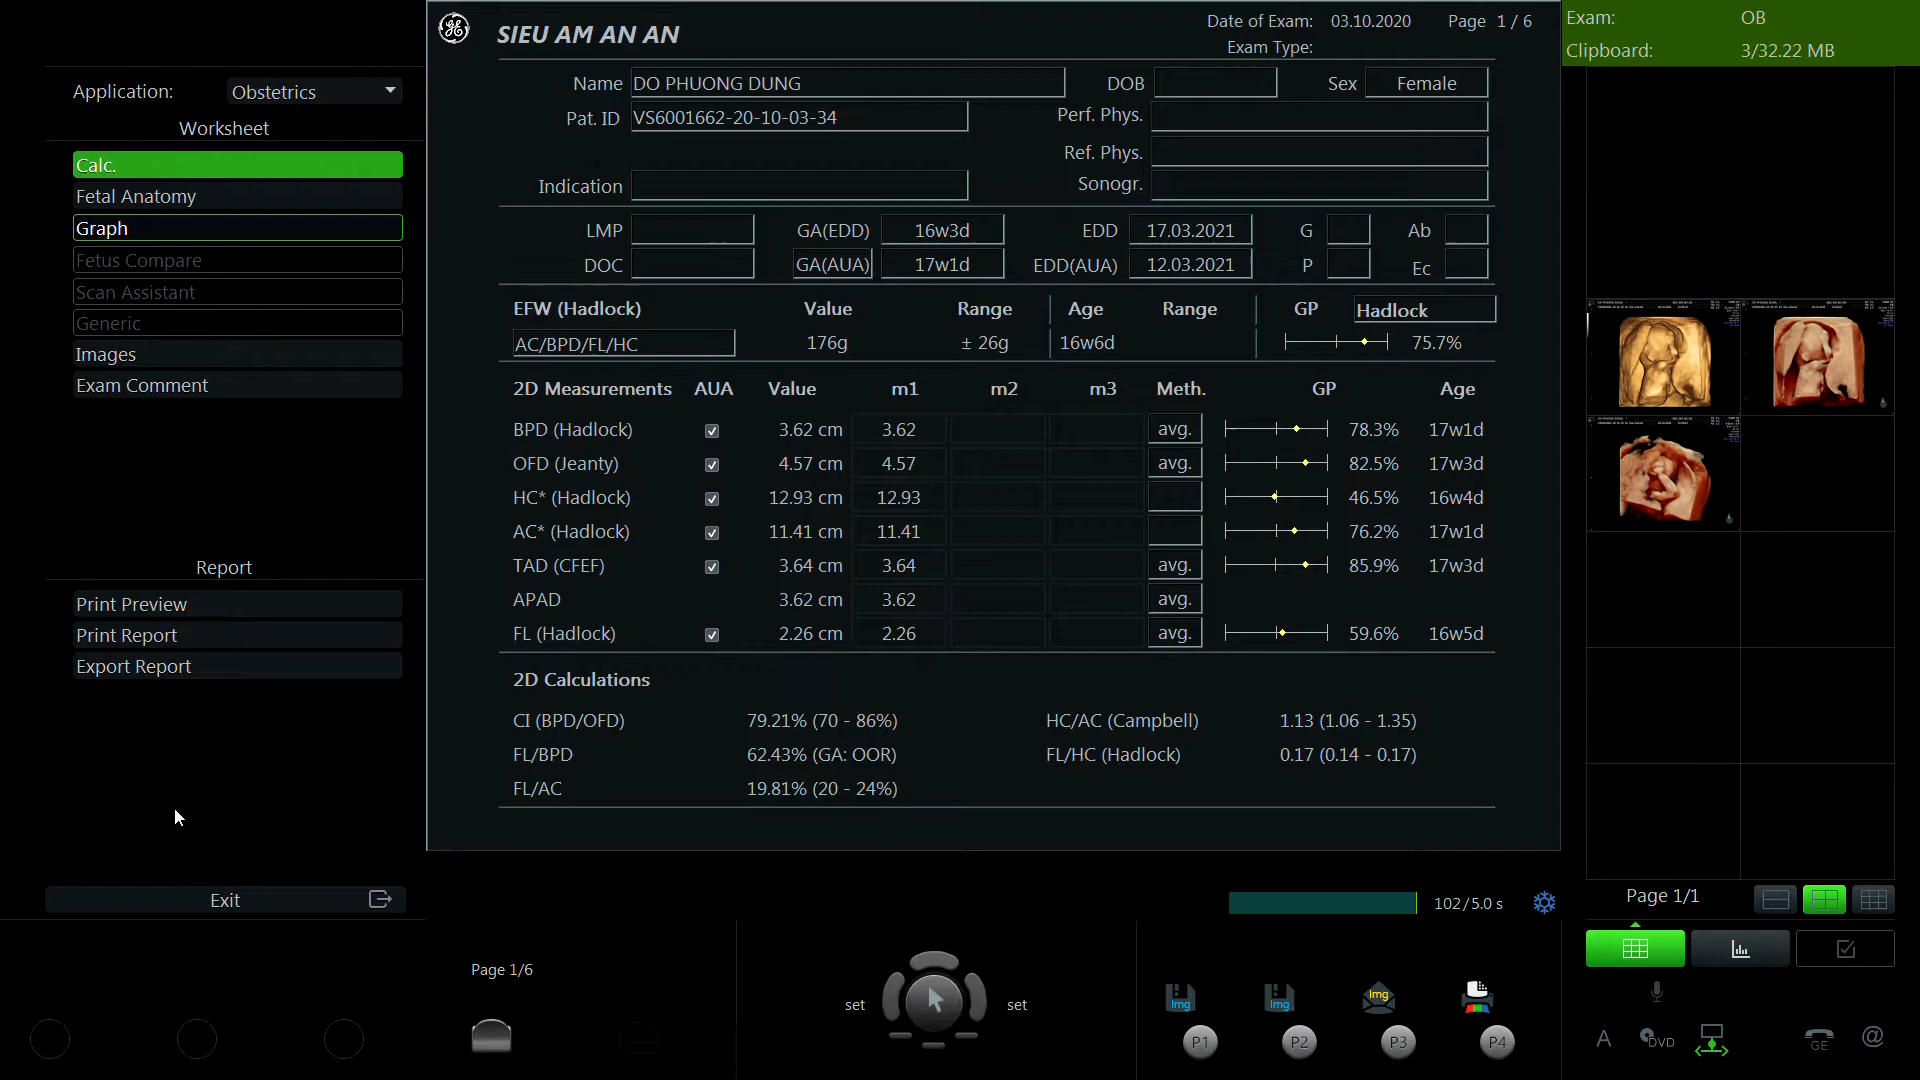 SIEU AM AN AN
Date of Exam: 03.10.2020 Page 1 / 6
Exam Type:
Exam: OB
Clipboard: 3/32.22 MB
Application: Obstetrics
Worksheet
Calc.
Fetal Anatomy
Graph
Fetus Compare
Scan Assistant
Generic
Images
Exam Comment
Report
Print Preview
Print Report
Export Report
Exit
Name DO PHUONG DUNG DOB Sex Female
Pat. ID VS6001662-20-10-03-34 Perf. Phys.
Ref. Phys.
Indication Sonogr.
LMP GA(EDD) 16w3d EDD 17.03.2021 G Ab
DOC GA(AUA) 17w1d EDD(AUA) 12.03.2021 P Ec
EFW (Hadlock) Value Range Age Range GP Hadlock
AC/BPD/FL/HC 176g ± 26g 16w6d 75.7%
2D Measurements AUA Value m1 m2 m3 Meth. GP Age
BPD (Hadlock) 3.62 cm 3.62 avg. 78.3% 17w1d
OFD (Jeanty) 4.57 cm 4.57 avg. 82.5% 17w3d
HC* (Hadlock) 12.93 cm 12.93 46.5% 16w4d
AC* (Hadlock) 11.41 cm 11.41 76.2% 17w1d
TAD (CFEF) 3.64 cm 3.64 avg. 85.9% 17w3d
APAD 3.62 cm 3.62 avg.
FL (Hadlock) 2.26 cm 2.26 avg. 59.6% 16w5d
2D Calculations
CI (BPD/OFD) 79.21% (70 - 86%) HC/AC (Campbell) 1.13 (1.06 - 1.35)
FL/BPD 62.43% (GA: OOR) FL/HC (Hadlock) 0.17 (0.14 - 0.17)
FL/AC 19.81% (20 - 24%)
102/5.0 s
Page 1/1
Page 1/6
set set
Img Img Img
P1 P2 P3 P4
A DVD GE @